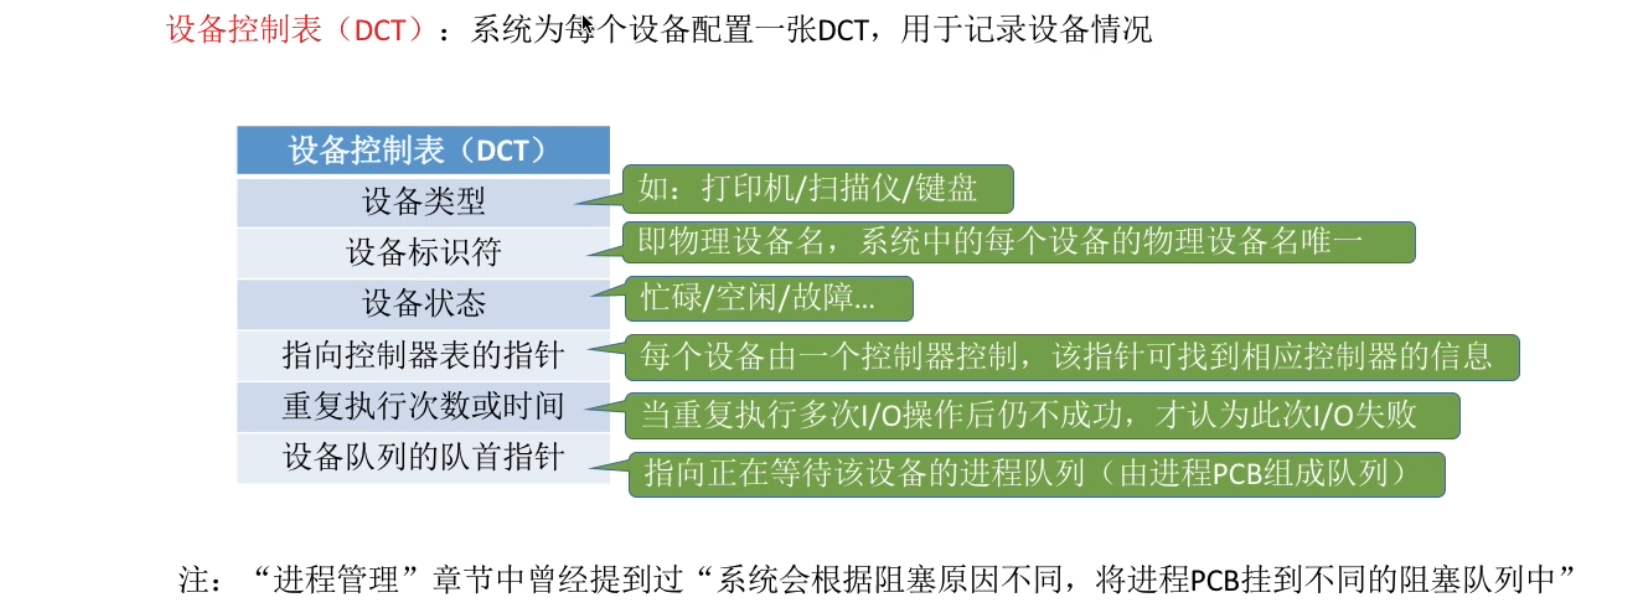 设备控制表（DCT）：系统为每个设备配置一张DCT，用于记录设备情况
设备控制表（DCT）
设备类型
如：打印机/扫描仪/键盘
设备标识符
即物理设备名，系统中的每个设备的物理设备名唯一
设备状态
忙碌/空闲/故障...
指向控制器表的指针
每个设备由一个控制器控制，该指针可找到相应控制器的信息
重复执行次数或时间
当重复执行多次I/O操作后仍不成功，才认为此次I/O失败
设备队列的队首指针
指向正在等待该设备的进程队列（由进程PCB组成队列）
注：“进程管理”章节中曾经提到过“系统会根据阻塞原因不同，将进程PCB挂到不同的阻塞队列中”